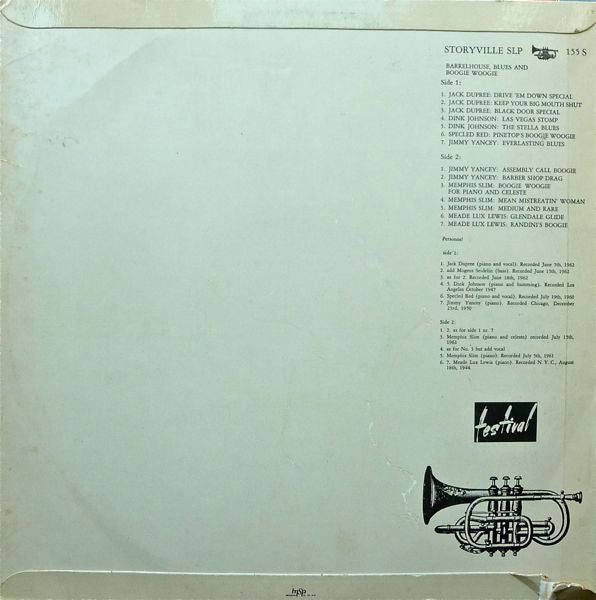 STORYVILLE SLP 155 S
BARRELHOUSE, BLUES AND
BOOGIE WOOGIE
Side 1:
1. JACK DUPREE: DRIVE 'EM DOWN SPECIAL
2. JACK DUPREE: KEEP YOUR BIG MOUTH SHUT
3. JACK DUPREE: BLACK DOOR SPECIAL
4. DINK JOHNSON: LAS VEGAS STOMP
5. DINK JOHNSON: THE STELLA BLUES
6. SPECLED RED: PINETOP'S BOOGIE WOOGIE
7. JIMMY YANCEY: EVERLASTING BLUES
Side 2:
1. JIMMY YANCEY: ASSEMBLY CALL BOOGIE
2. JIMMY YANCEY: BARBER SHOP DRAG
3. MEMPHIS SLIM: BOOGIE WOOGIE
FOR PIANO AND CELESTE
4. MEMPHIS SLIM: MEAN MISTREATIN' WOMAN
5. MEMPHIS SLIM: MEDIUM AND RARE
6. MEADE LUX LEWIS: GLENDALE GLIDE
7. MEADE LUX LEWIS: RANDINI'S BOOGIE
Personnel
side 1:
1. Jack Dupree (piano and vocal). Recorded June 5th, 1962
2. add Mogens Seidelin (bass). Recorded June 15th, 1962
3. as for 2. Recorded June 18th, 1962
4. 5. Dink Johnson (piano and humming). Recorded Los
Angeles October 1947
6. Specled Red (piano and vocal). Recorded July 19th, 1960
7. Jimmy Yancey (piano). Recorded Chicago, December
23rd, 1950
Side 2:
1. 2. as for side 1 nr. 7
3. Memphis Slim (piano and celeste) recorded July 15th,
1961
4. as for No. 3 but add vocal
5. Memphis Slim (piano). Recorded July 5th, 1961
6. 7. Meade Lux Lewis (piano). Recorded N. Y. C., August
18th, 1944.
festival
msp